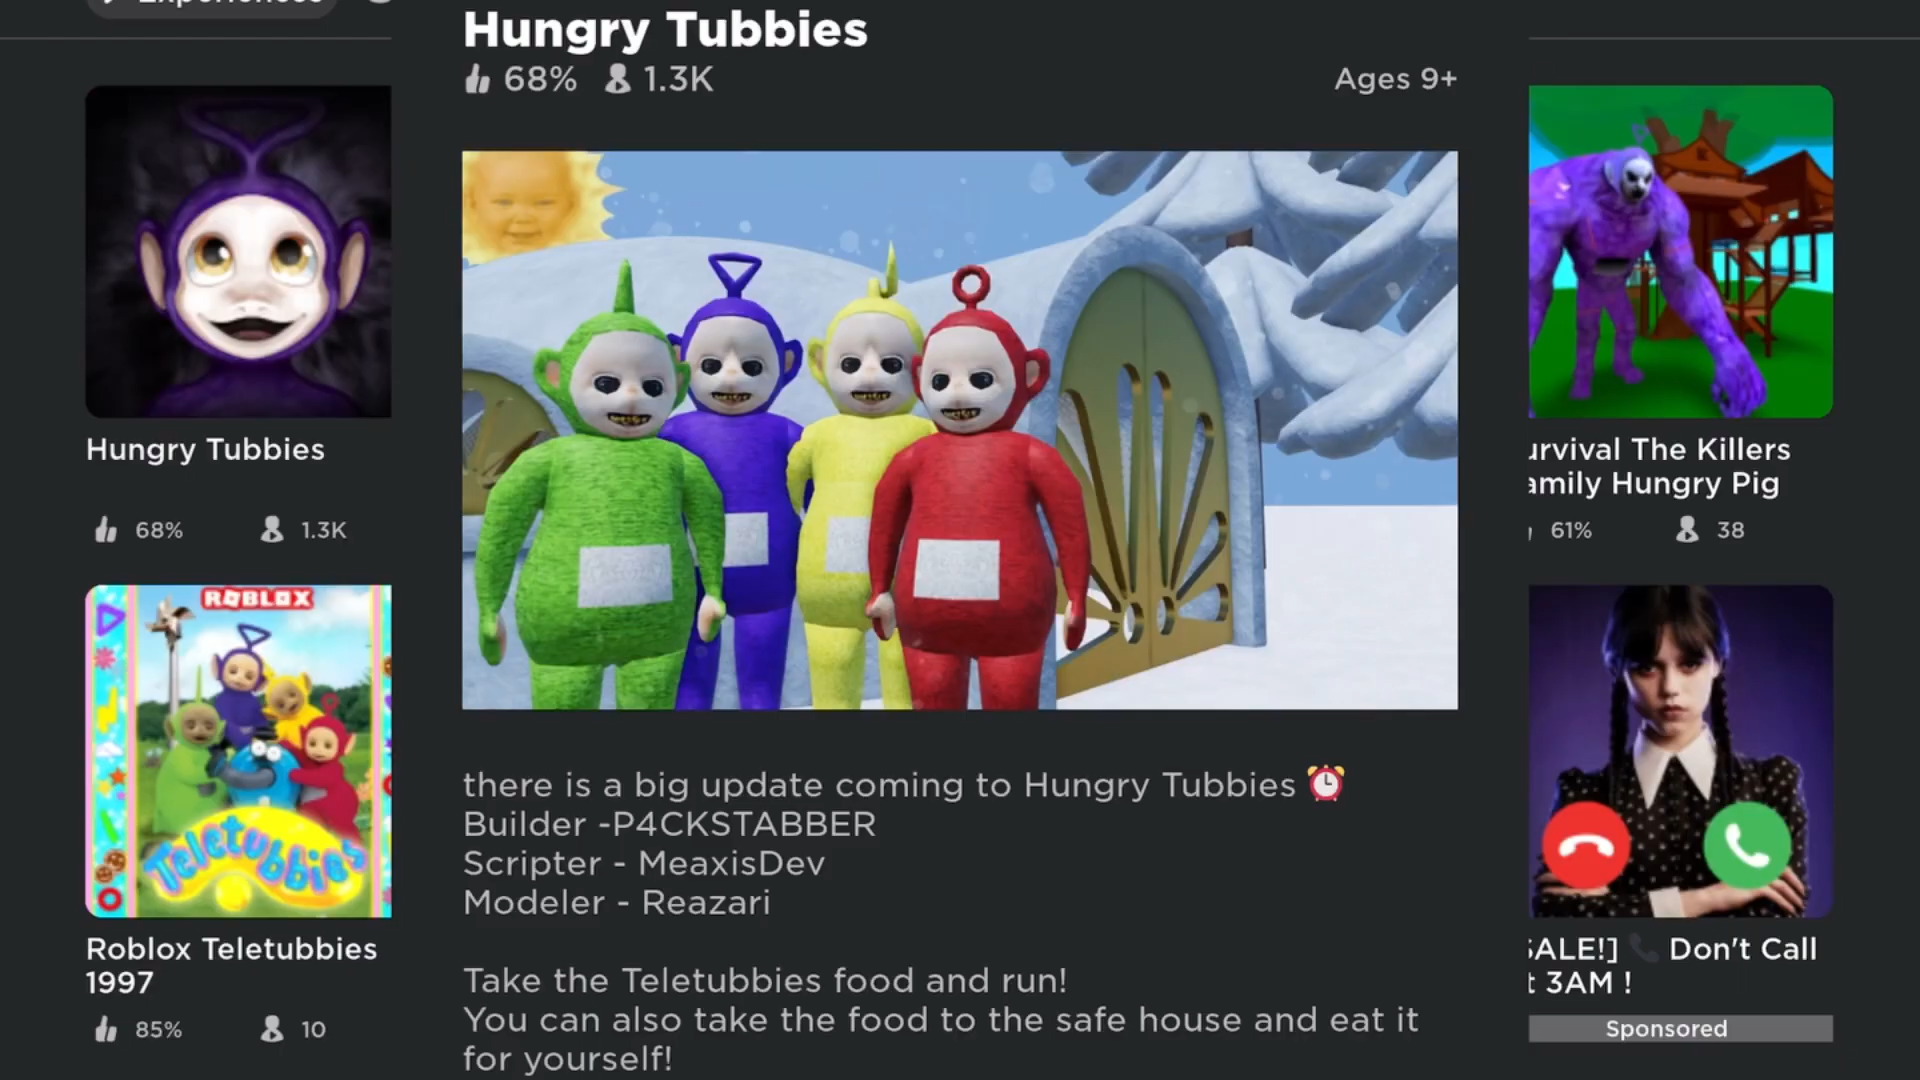 Experiences
Hungry Tubbies
68% 1.3K
Ages 9+
Hungry Tubbies
68% 1.3K
ROBLOX
Teletubbies
Roblox Teletubbies
1997
85% 10
there is a big update coming to Hungry Tubbies ⏰
Builder -P4CKSTABBER
Scripter - MeaxisDev
Modeler - Reazari
Take the Teletubbies food and run!
You can also take the food to the safe house and eat it
for yourself!
urvival The Killers
amily Hungry Pig
61% 38
SALE!] 📞 Don't Call
t 3AM !
Sponsored